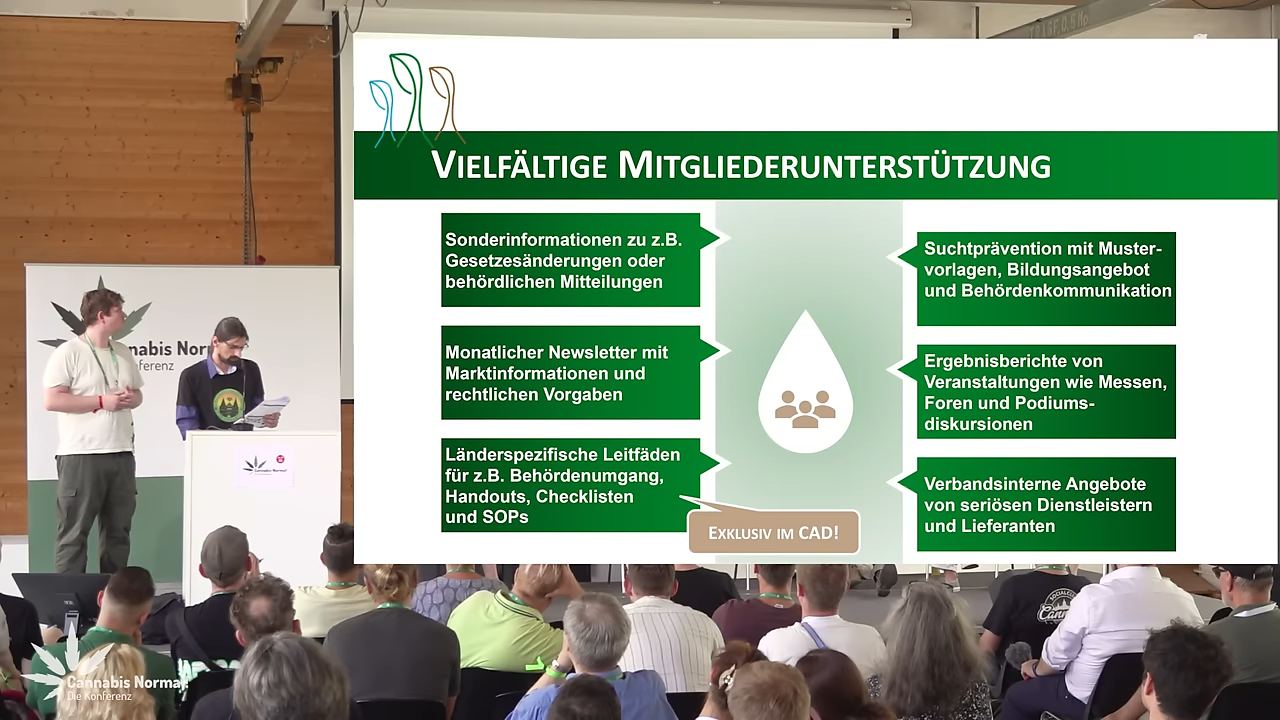 VIELFÄLTIGE MITGLIEDERUNTERSTÜTZUNG
Sonderinformationen zu z.B.
Gesetzesänderungen oder
behördlichen Mitteilungen
Monatlicher Newsletter mit
Marktinformationen und
rechtlichen Vorgaben
Länderspezifische Leitfäden
für z.B. Behördenumgang,
Handouts, Checklisten
und SOPs
EXKLUSIV IM CAD!
Suchtprävention mit Muster-
vorlagen, Bildungsangebot
und Behördenkommunikation
Ergebnisberichte von
Veranstaltungen wie Messen,
Foren und Podiums-
diskursionen
Verbandsinterne Angebote
von seriösen Dienstleistern
und Lieferanten
Cannabis Normal!
Cannabis Normal!
Die Konferenz